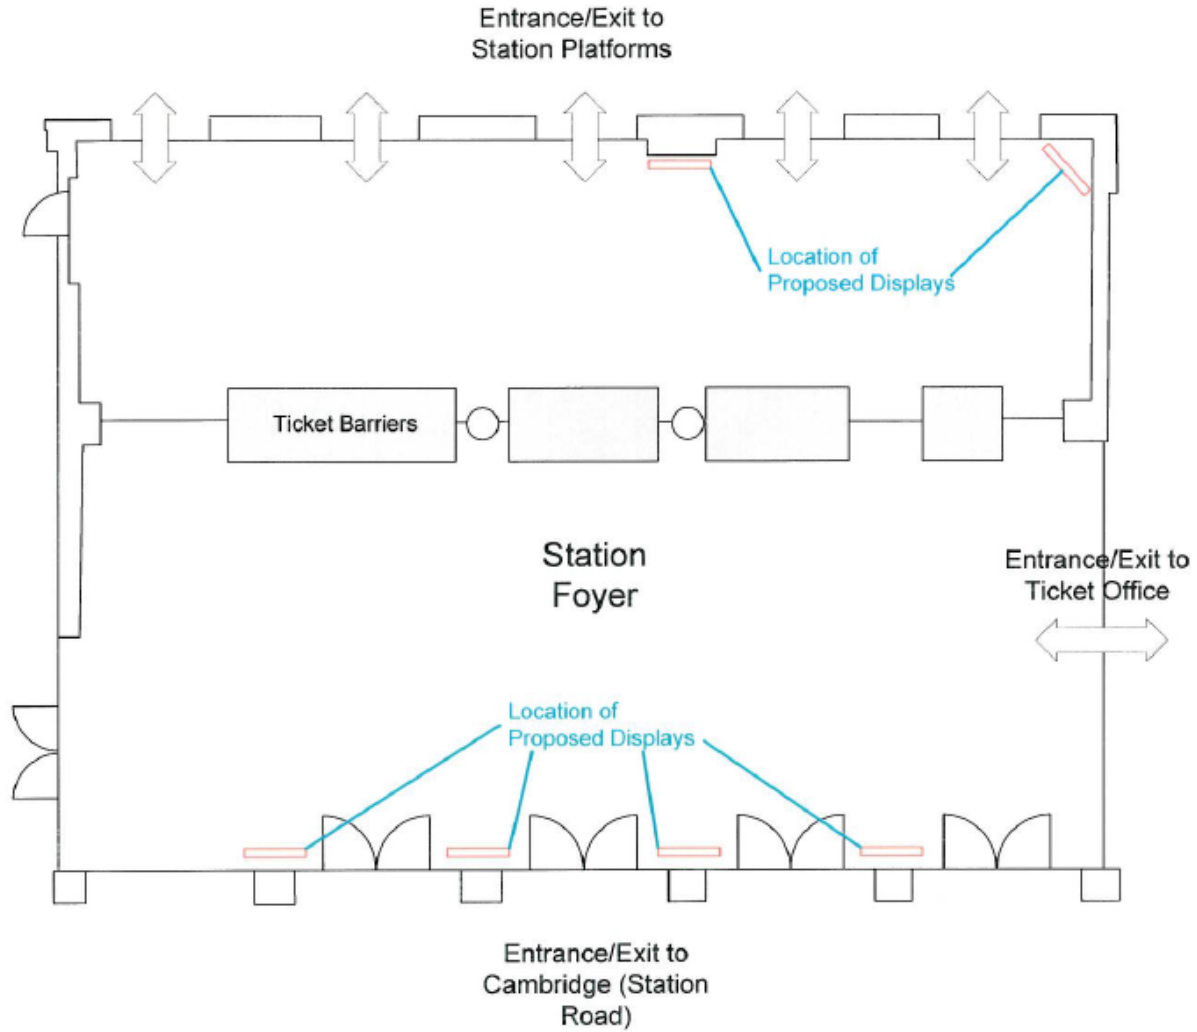 Entrance/Exit to
Station Platforms
Location of
Proposed Displays
Ticket Barriers
Station
Foyer
Entrance/Exit to
Ticket Office
Location of
Proposed Displays
Entrance/Exit to
Cambridge (Station
Road)